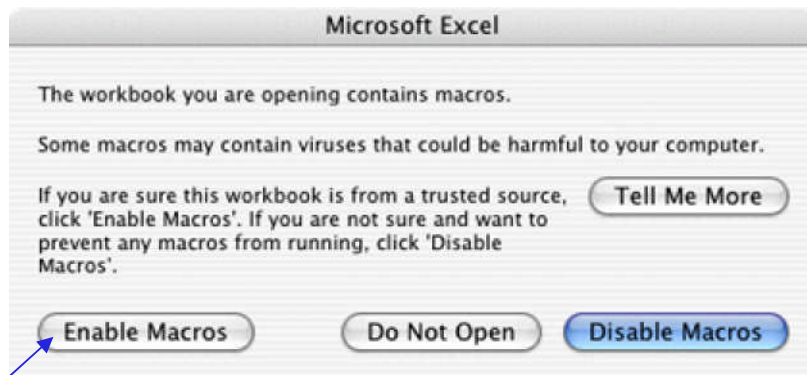 Microsoft Excel
The workbook you are opening contains macros.
Some macros may contain viruses that could be harmful to your computer.
If you are sure this workbook is from a trusted source,
click 'Enable Macros'. If you are not sure and want to
prevent any macros from running, click 'Disable
Macros'.
Tell Me More
Enable Macros
Do Not Open
Disable Macros